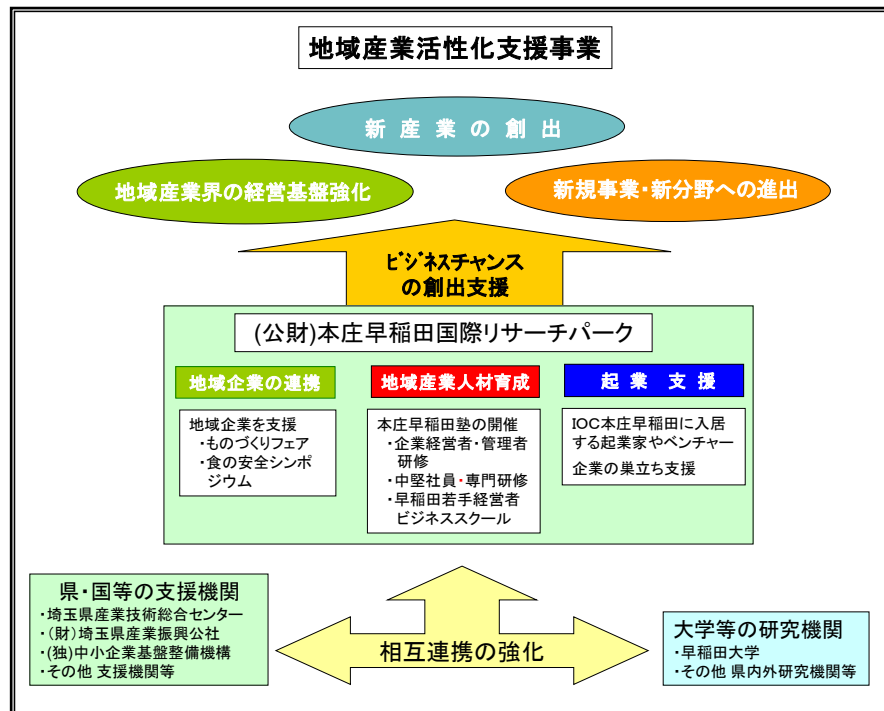 地域産業活性化支援事業
新 産 業 の 創 出
地域産業界の経営基盤強化
新規事業・新分野への進出
ﾋﾞｼﾞﾈｽチャンス
の創出支援
(公財)本庄早稲田国際リサーチパーク
地域企業の連携
地域企業を支援
・ものづくりフェア
・食の安全シンポ
ジウム
地域産業人材育成
本庄早稲田塾の開催
・企業経営者・管理者
研修
・中堅社員・専門研修
・早稲田若手経営者
ビジネススクール
起 業 支 援
IOC本庄早稲田に入居
する起業家やベンチャー
企業の巣立ち支援
県・国等の支援機関
・埼玉県産業技術総合センター
・（財）埼玉県産業振興公社
・(独)中小企業基盤整備機構
・その他 支援機関等
相互連携の強化
大学等の研究機関
・早稲田大学
・その他 県内外研究機関等